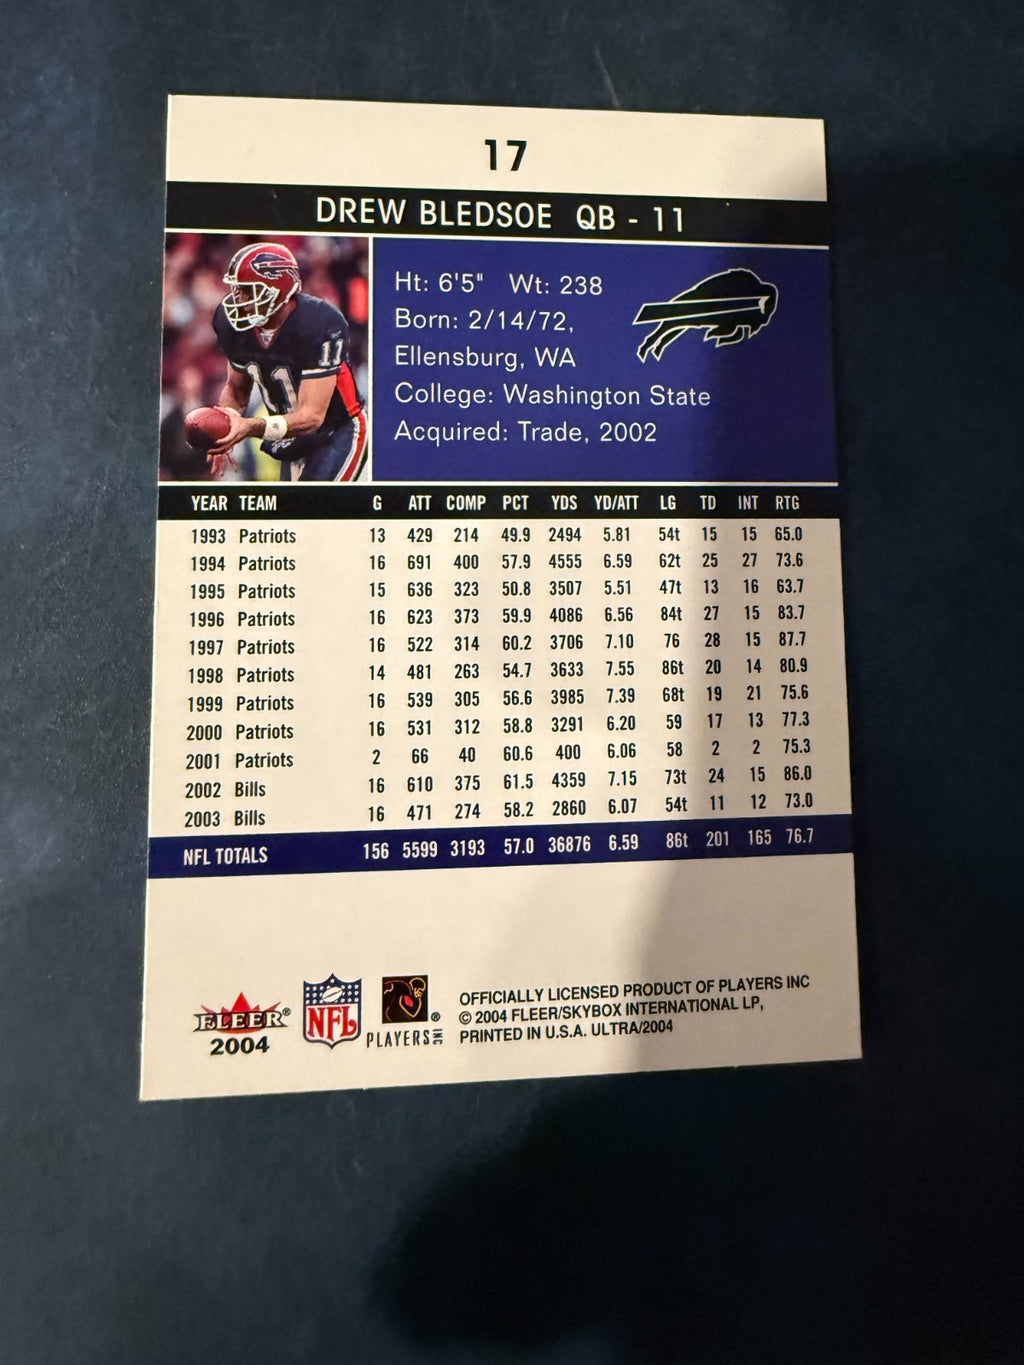 17
DREW BLEDSOE QB - 11
Ht: 6'5" Wt: 238
Born: 2/14/72,
Ellensburg, WA
College: Washington State
Acquired: Trade, 2002
11
11
YEAR TEAM G ATT COMP PCT YDS YD/ATT LG TD INT RTG
1993 Patriots 13 429 214 49.9 2494 5.81 54t 15 15 65.0
1994 Patriots 16 691 400 57.9 4555 6.59 62t 25 27 73.6
1995 Patriots 15 636 323 50.8 3507 5.51 47t 13 16 63.7
1996 Patriots 16 623 373 59.9 4086 6.56 84t 27 15 83.7
1997 Patriots 16 522 314 60.2 3706 7.10 76 28 15 87.7
1998 Patriots 14 481 263 54.7 3633 7.55 86t 20 14 80.9
1999 Patriots 16 539 305 56.6 3985 7.39 68t 19 21 75.6
2000 Patriots 16 531 312 58.8 3291 6.20 59 17 13 77.3
2001 Patriots 2 66 40 60.6 400 6.06 58 2 2 75.3
2002 Bills 16 610 375 61.5 4359 7.15 73t 24 15 86.0
2003 Bills 16 471 274 58.2 2860 6.07 54t 11 12 73.0
NFL TOTALS 156 5599 3193 57.0 36876 6.59 86t 201 165 76.7
FLEER®
2004
NFL
PLAYERS INC ®
OFFICIALLY LICENSED PRODUCT OF PLAYERS INC
© 2004 FLEER/SKYBOX INTERNATIONAL LP,
PRINTED IN U.S.A. ULTRA/2004